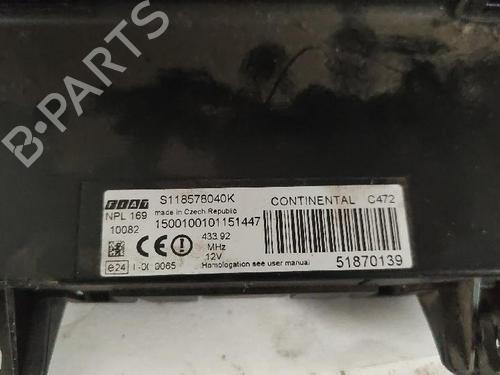 B-PARTS
FIAT
S118578040K
CONTINENTAL C472
NPL 169
made in Czech Republic
10082
1500100101151447
CE
433.92
MHz
12V
e24
Homologation see user manual
51870139